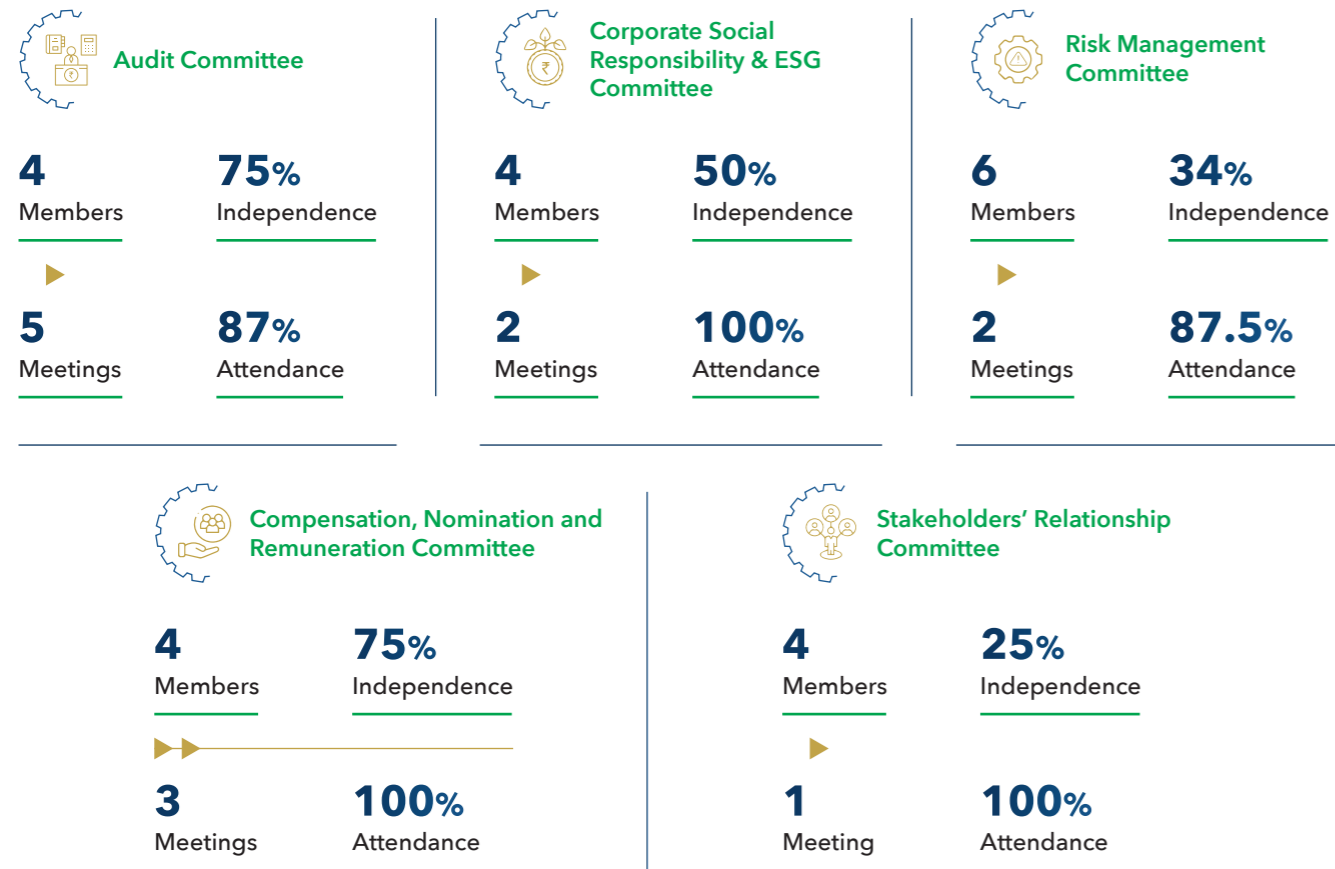 Audit Committee
4
Members
75%
Independence
5
Meetings
87%
Attendance
Corporate Social
Responsibility & ESG
Committee
₹
4
Members
50%
Independence
2
Meetings
100%
Attendance
Risk Management
Committee
6
Members
34%
Independence
2
Meetings
87.5%
Attendance
Compensation, Nomination and
Remuneration Committee
4
Members
75%
Independence
3
Meetings
100%
Attendance
Stakeholders’ Relationship
Committee
4
Members
25%
Independence
1
Meeting
100%
Attendance